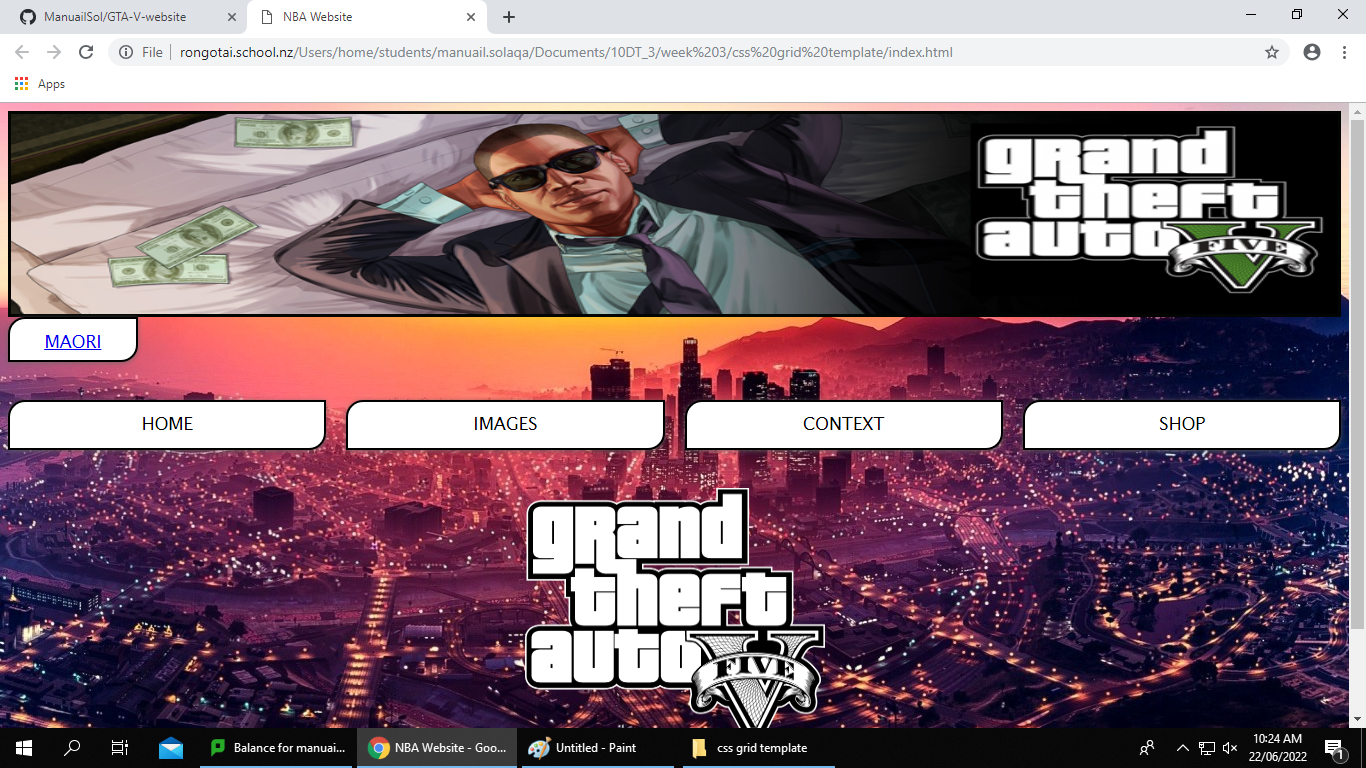 ManuailSol/GTA-V-website
NBA Website
File
rongotai.school.nz/Users/home/students/manuail.solaqa/Documents/10DT_3/week%203/css%20grid%20template/index.html
Apps
grand
theft
auto
FIVE
MAORI
HOME
IMAGES
CONTEXT
SHOP
grand
theft
auto
FIVE
Balance for manuai...
NBA Website - Goo...
Untitled - Paint
css grid template
10:24 AM
22/06/2022
1